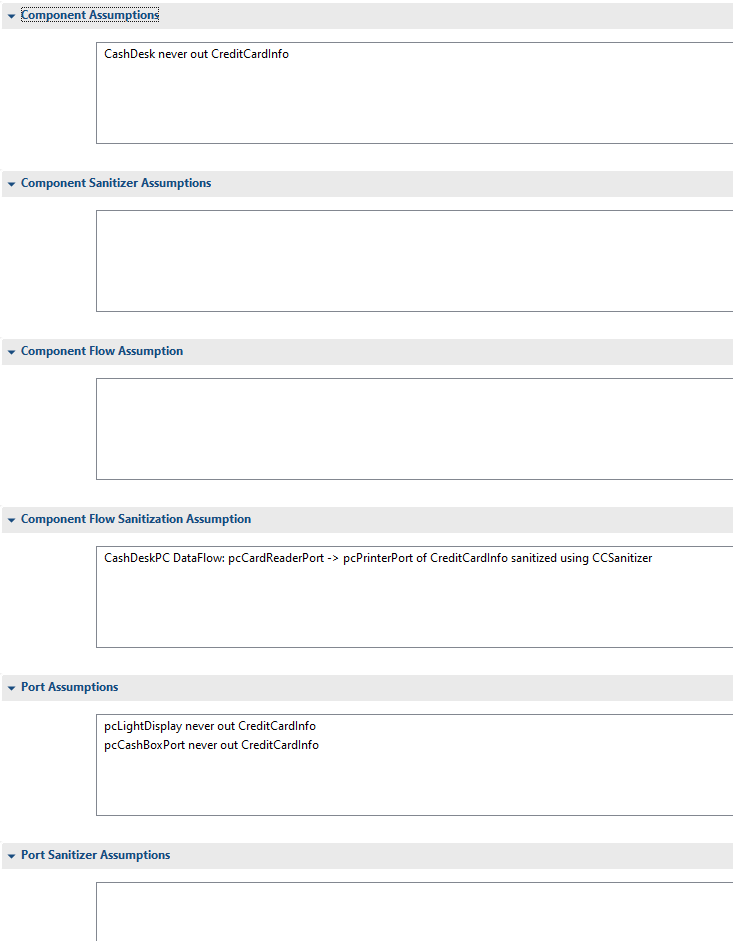 Component Assumptions
CashDesk never out CreditCardInfo
Component Sanitizer Assumptions
Component Flow Assumption
Component Flow Sanitization Assumption
CashDeskPC DataFlow: pcCardReaderPort -> pcPrinterPort of CreditCardInfo sanitized using CCSanitizer
Port Assumptions
pcLightDisplay never out CreditCardInfo
pcCashBoxPort never out CreditCardInfo
Port Sanitizer Assumptions